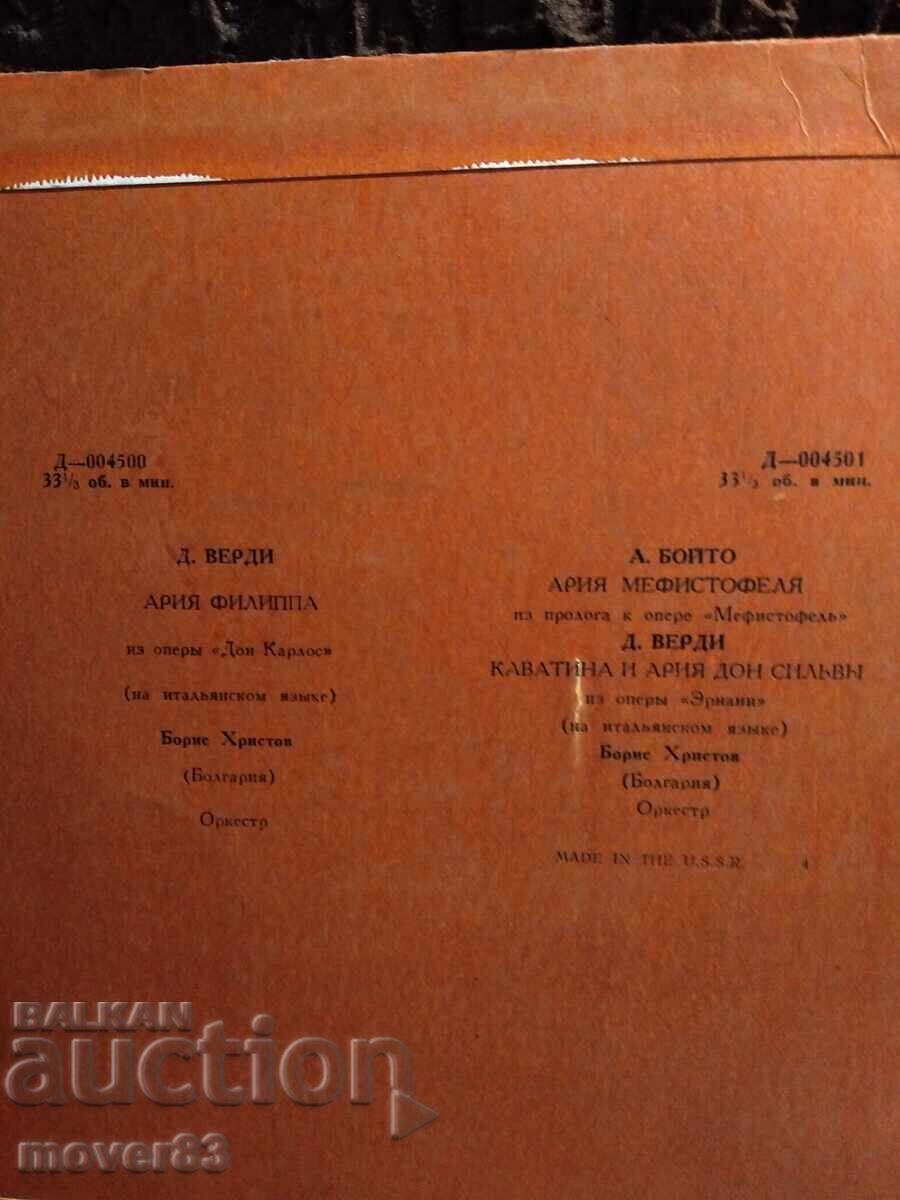 Д—004500
33⅓ об. в мин.
Д. ВЕРДИ
АРИЯ ФИЛИППА
из оперы «Дон Карлос»
(на итальянском языке)
Борис Христов
(Болгария)
Оркестр
Д—004501
33⅓ об. в мин.
А. БОЙТО
АРИЯ МЕФИСТОФЕЛЯ
из пролога к опере «Мефистофель»
Д. ВЕРДИ
КАВАТИНА И АРИЯ ДОН СИЛЬВЫ
из оперы «Эрнани»
(на итальянском языке)
Борис Христов
(Болгария)
Оркестр
MADE IN THE U.S.S.R. 4
BALKAN
auction
mover83